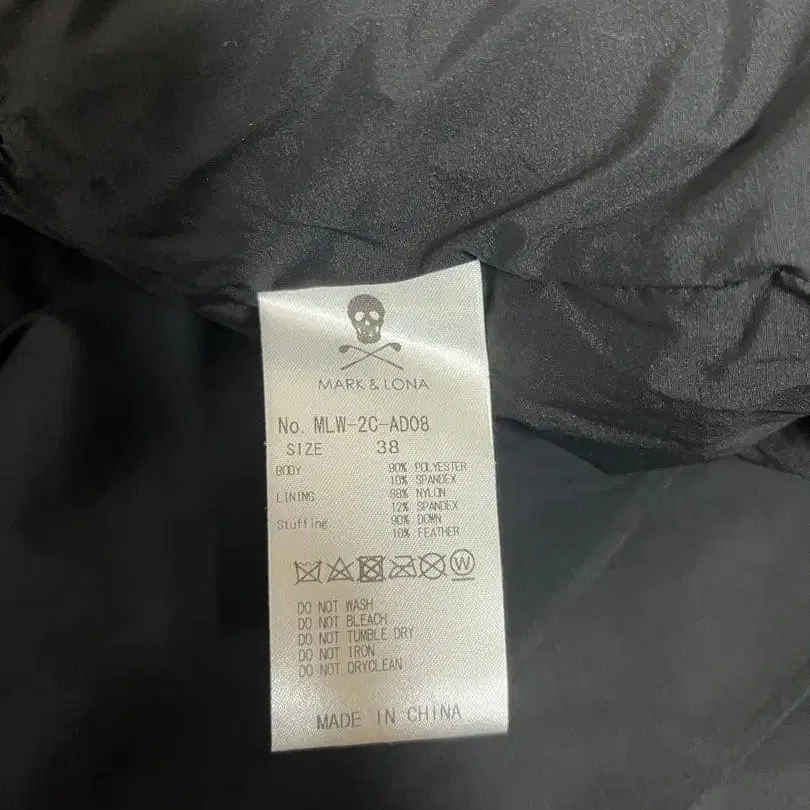 MARK & LONA
No. MLW-2C-AD08
SIZE 38
BODY 90% POLYESTER
10% SPANDEX
LINING 88% NYLON
12% SPANDEX
Stuffing 90% DOWN
10% FEATHER
W
DO NOT WASH
DO NOT BLEACH
DO NOT TUMBLE DRY
DO NOT IRON
DO NOT DRYCLEAN
MADE IN CHINA